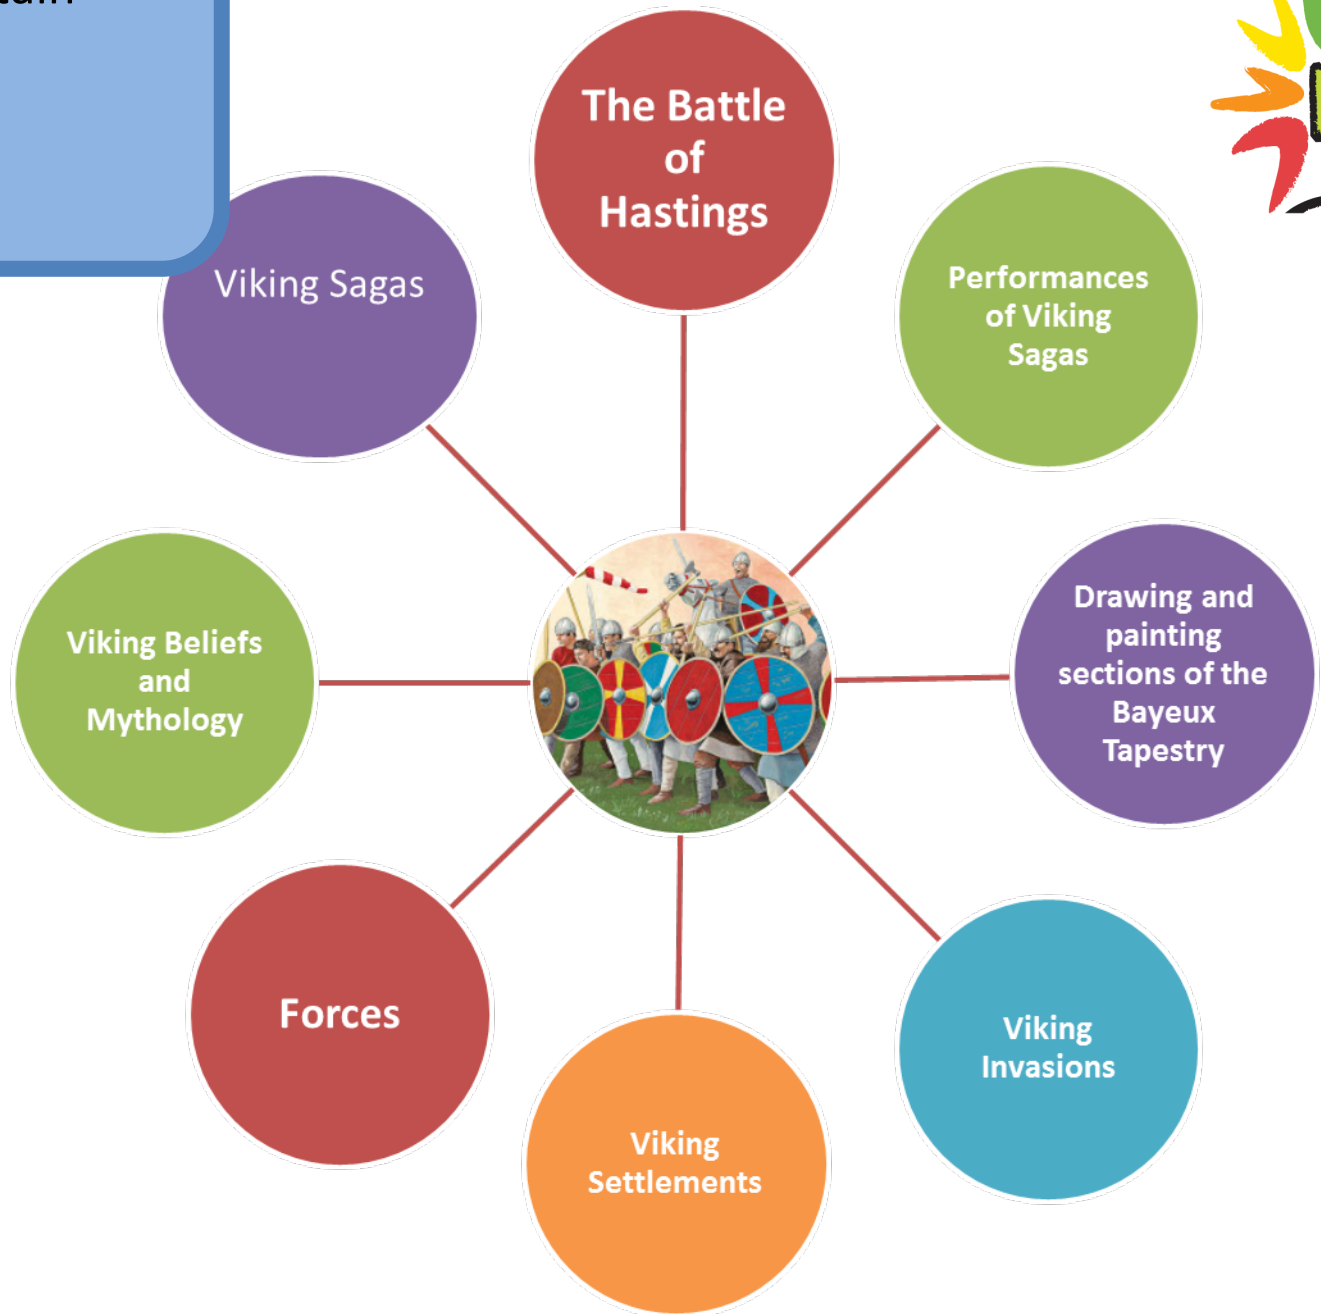 The Battle
of
Hastings
Performances
of Viking
Sagas
Drawing and
painting
sections of the
Bayeux
Tapestry
Viking
Invasions
Viking
Settlements
Forces
Viking Beliefs
and
Mythology
Viking Sagas